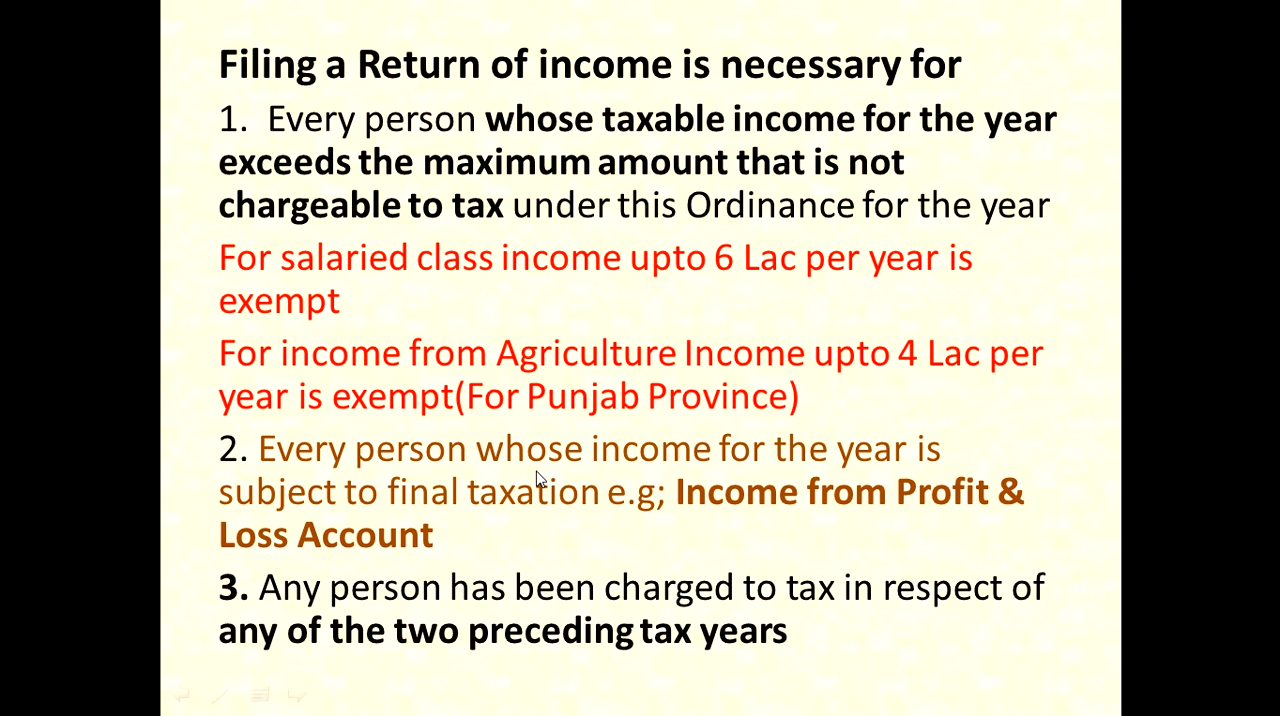 Filing a Return of income is necessary for
1. Every person whose taxable income for the year
exceeds the maximum amount that is not
chargeable to tax under this Ordinance for the year
For salaried class income upto 6 Lac per year is
exempt
For income from Agriculture Income upto 4 Lac per
year is exempt(For Punjab Province)
2. Every person whose income for the year is
subject to final taxation e.g; Income from Profit &
Loss Account
3. Any person has been charged to tax in respect of
any of the two preceding tax years